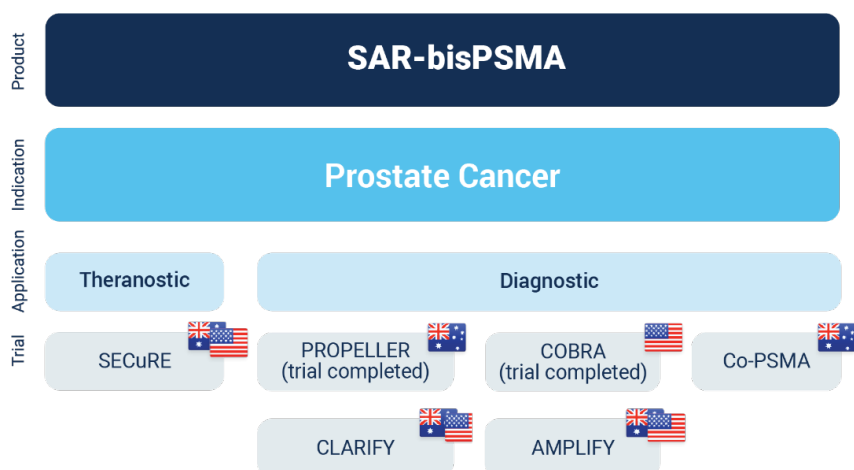 Product
SAR-bisPSMA
Indication
Prostate Cancer
Application
Theranostic
Diagnostic
Trial
SECuRE
PROPELLER
(trial completed)
COBRA
(trial completed)
Co-PSMA
CLARIFY
AMPLIFY